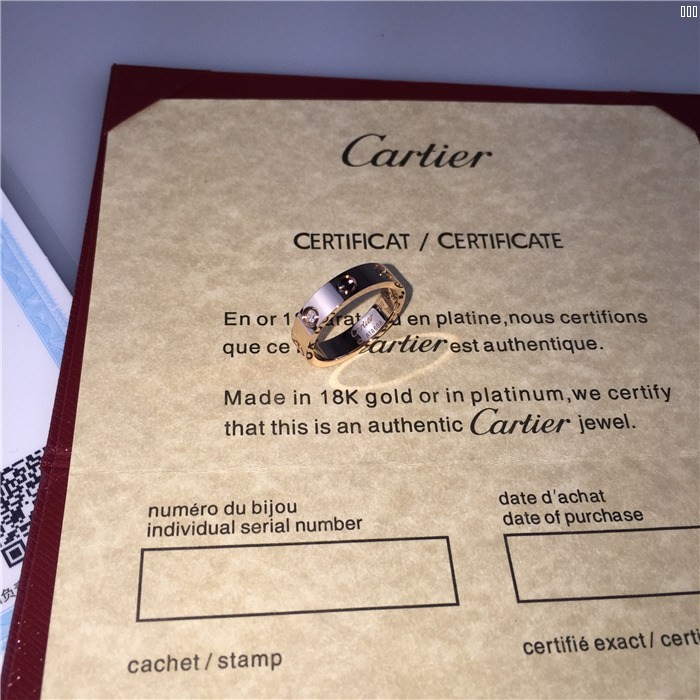 Cartier
CERTIFICAT / CERTIFICATE
En or en platine,nous certifions
que ce Cartier est authentique.
Made in 18K gold or in platinum,we certify
that this is an authentic Cartier jewel.
numéro du bijou
individual serial number
date d'achat
date of purchase
cachet / stamp
certifié exact / certi